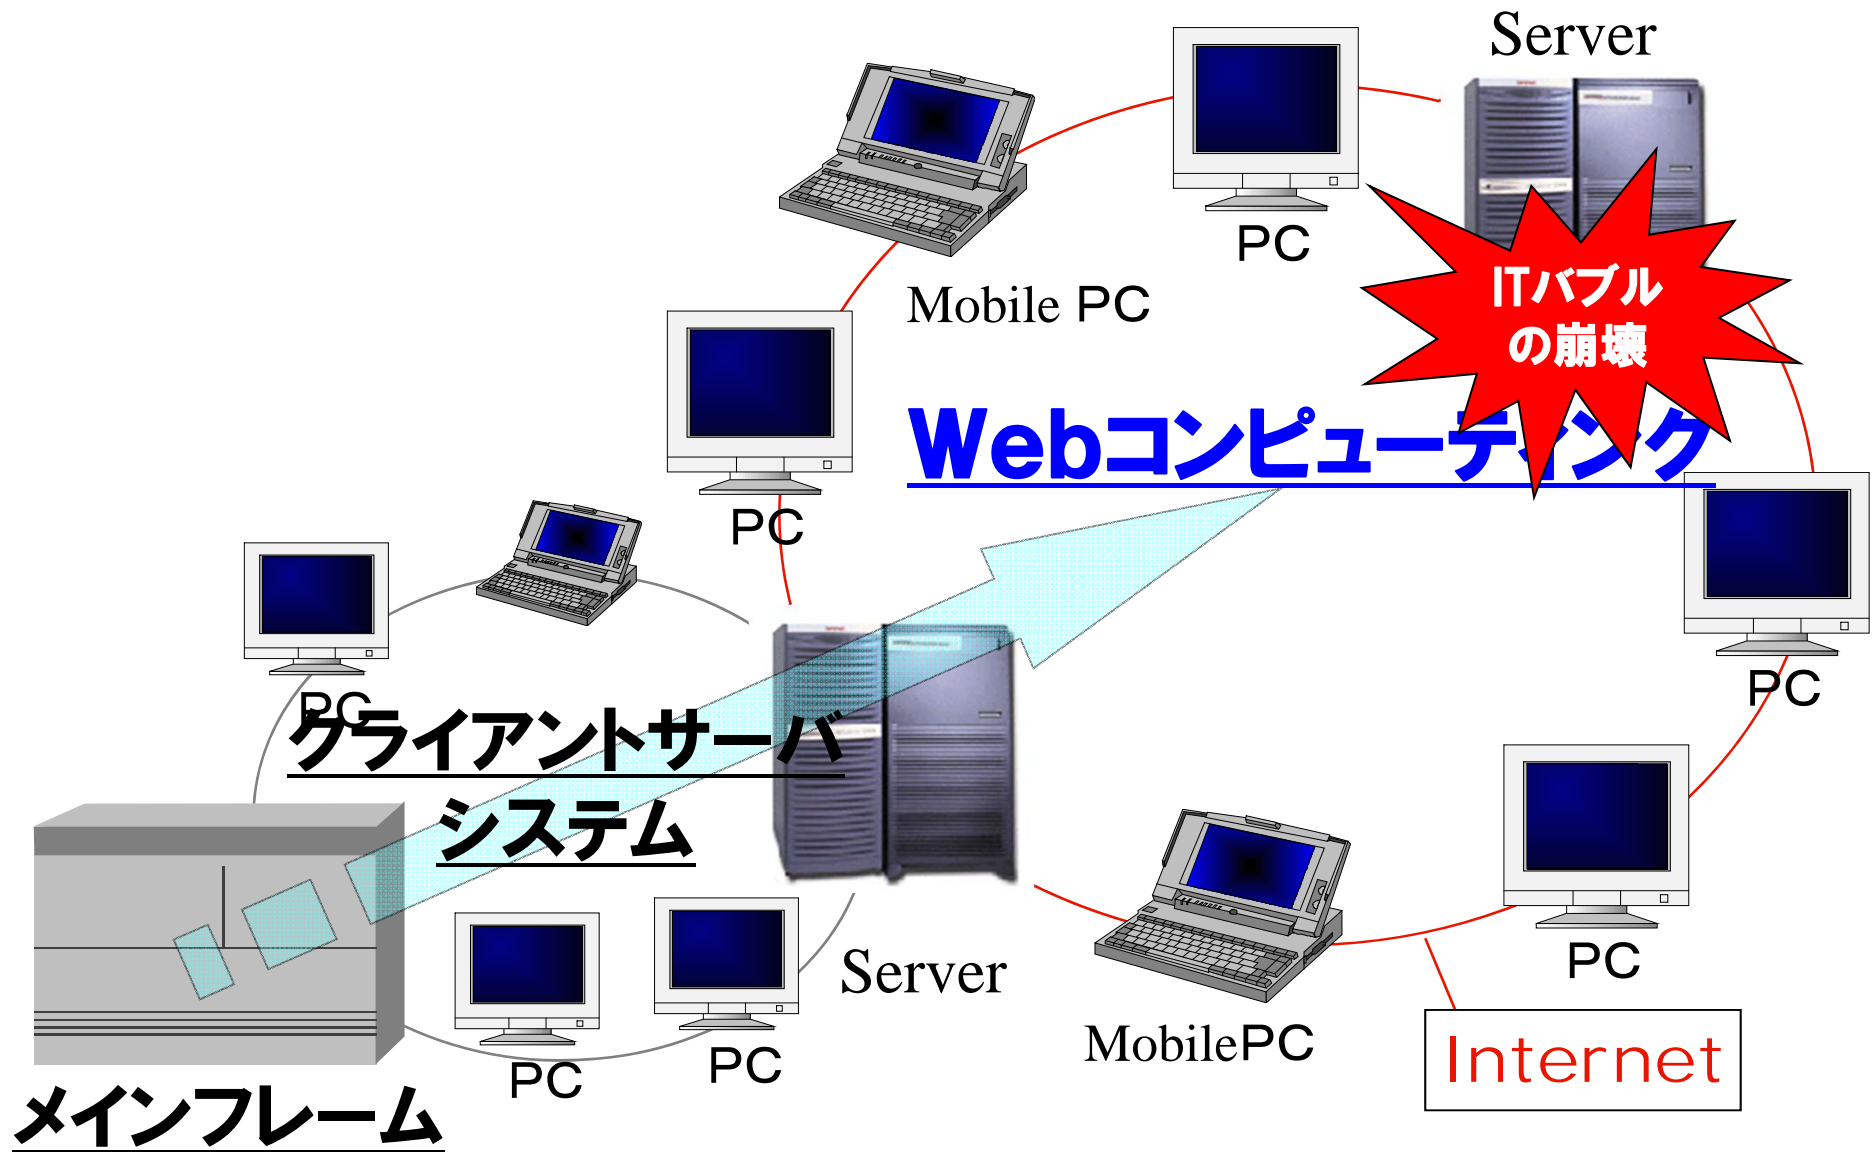 Server
PC
Mobile PC
ITバブル
の崩壊
Webコンピューティング
PC
PC
PC
クライアントサーバ
システム
PC
Server
MobilePC
PC
PC
PC
Internet
メインフレーム